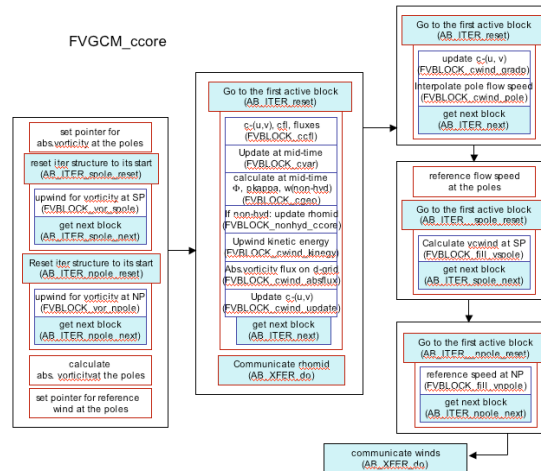 FVGCM_ccore
set pointer for
abs.vorticity at the poles
reset iter structure to its start
(AB_ITER_spole_reset)
upwind for vorticity at SP
(FVBLOCK_vor_spole)
get next block
(AB_ITER_spole_next)
Reset iter structure to its start
(AB_ITER_npole_reset)
upwind for vorticity at NP
(FVBLOCK_vor_npole)
get next block
(AB_ITER_npole_next)
calculate
abs. vorticityat the poles
set pointer for reference
wind at the poles
Go to the first active block
(AB_ITER_reset)
c-(u,v), cfl, fluxes
(FVBLOCK_ccfl)
Update at mid-time
(FVBLOCK_cvar)
calculate at mid-time
Φ, pkappa, w(non-hyd)
(FVBLOCK_cgeo)
If non-hyd: update rhomid
(FVBLOCK_nonhyd_ccore)
Upwind kinetic energy
(FVBLOCK_cwind_kinegy)
Abs.vorticity flux on d-grid
(FVBLOCK_cwind_absflux)
Update c-(u,v)
(FVBLOCK_cwind_update)
get next block
(AB_ITER_next)
Communicate rhomid
(AB_XFER_do)
Go to the first active block
(AB_ITER_reset)
update c-(u, v)
(FVBLOCK_cwind_gradp)
Interpolate pole flow speed
(FVBLOCK_cwind_pole)
get next block
(AB_ITER_next)
reference flow speed
at the poles
Go to the first active block
(AB_ITER__spole_reset)
Calculate vcwind at SP
(FVBLOCK_fill_vspole)
get next block
(AB_ITER_spole_next)
Go to the first active block
(AB_ITER__npole_reset)
reference speed at NP
(FVBLOCK_fill_vnpole)
get next block
(AB_ITER_npole_next)
communicate winds
(AB_XFER_do)